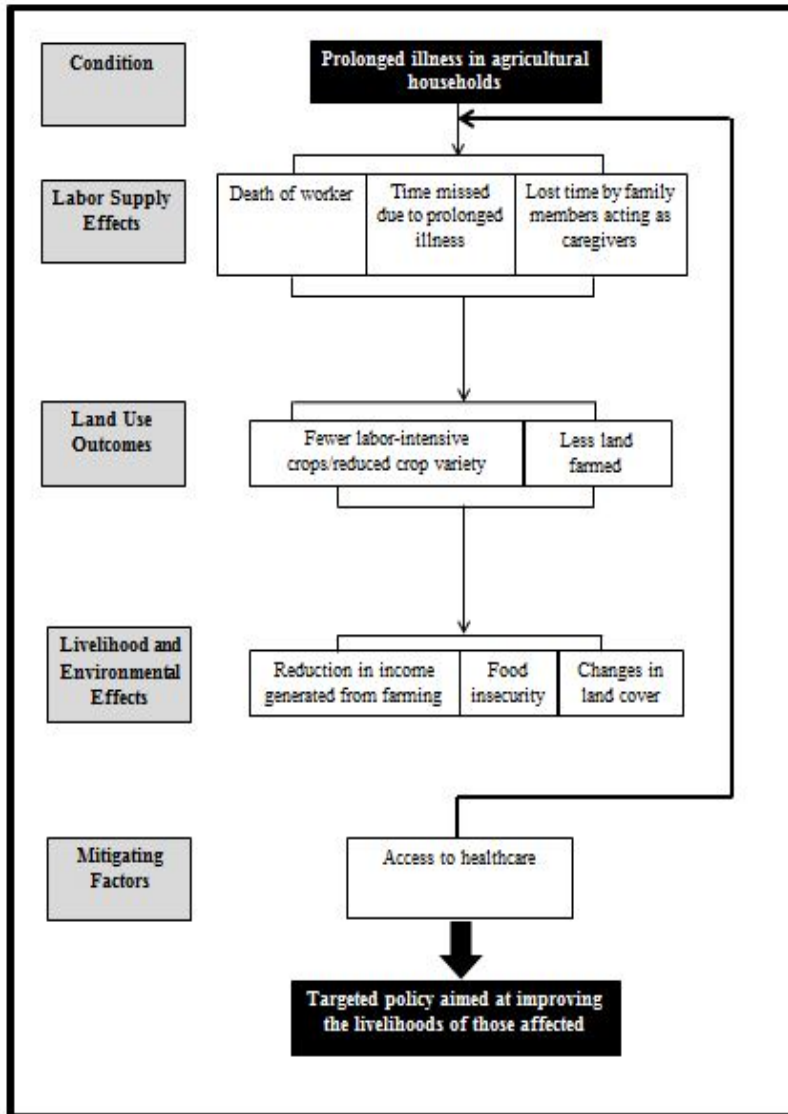 Condition
Prolonged illness in agricultural
households
Labor Supply
Effects
Death of worker
Time missed
due to prolonged
illness
Lost time by family
members acting as
caregivers
Land Use
Outcomes
Fewer labor-intensive
crops/reduced crop variety
Less land
farmed
Livelihood and
Environmental
Effects
Reduction in income
generated from farming
Food
insecurity
Changes in
land cover
Mitigating
Factors
Access to healthcare
Targeted policy aimed at improving
the livelihoods of those affected